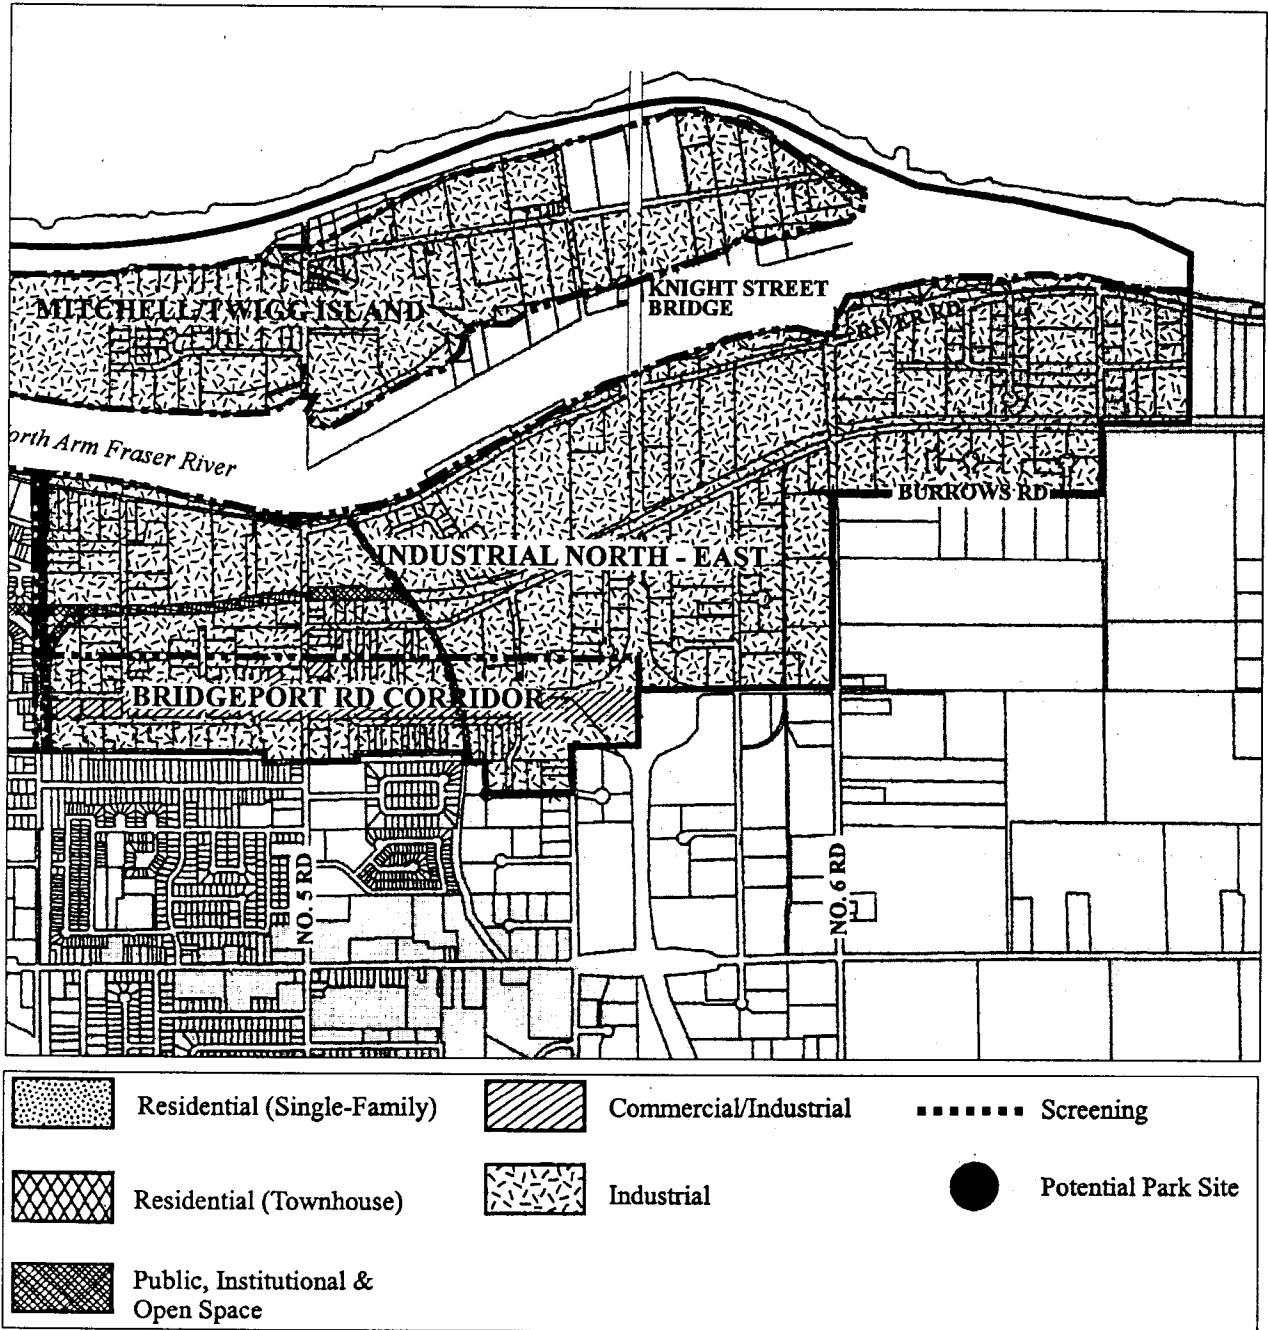 KNIGHT STREET
BRIDGE
MITCHELL/TWIGG ISLAND
RIVER RD
orth Arm Fraser River
BURROWS RD
INDUSTRIAL NORTH - EAST
BRIDGEPORT RD CORRIDOR
NO. 5 RD
NO. 6 RD
Residential (Single-Family)
Commercial/Industrial
Screening
Residential (Townhouse)
Industrial
Potential Park Site
Public, Institutional &
Open Space